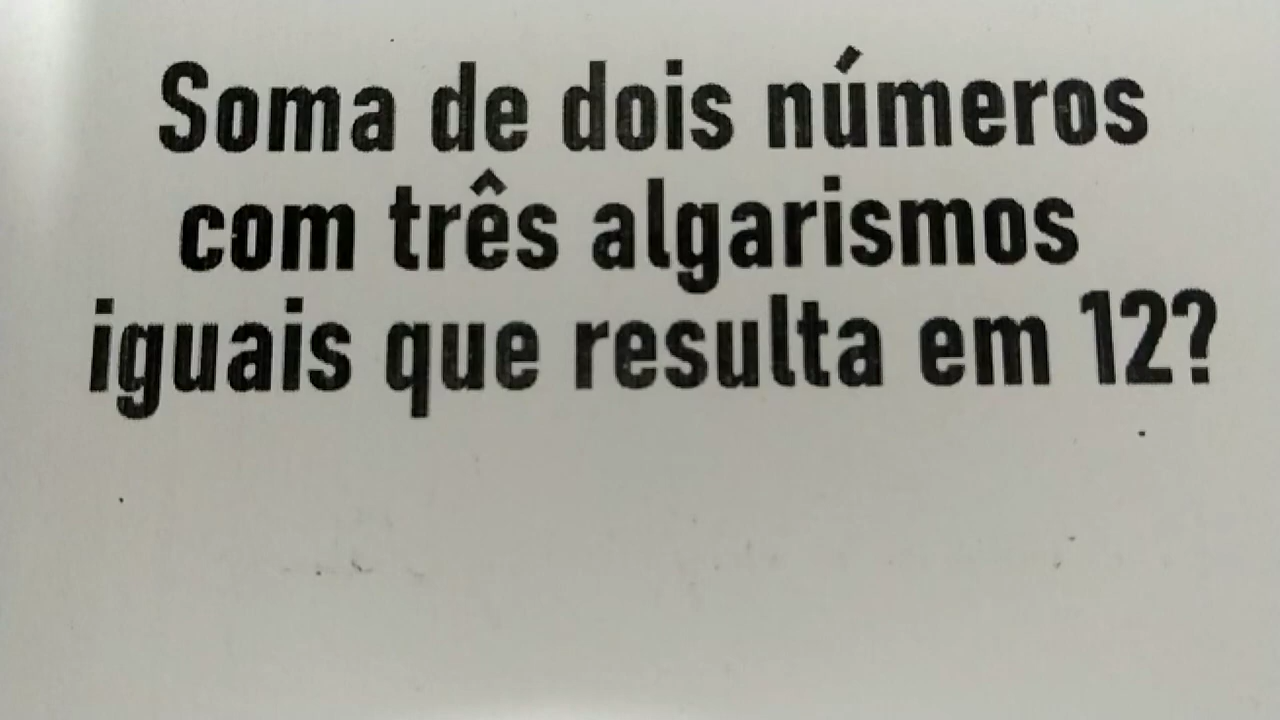 Soma de dois números
com três algarismos
iguais que resulta em 12?